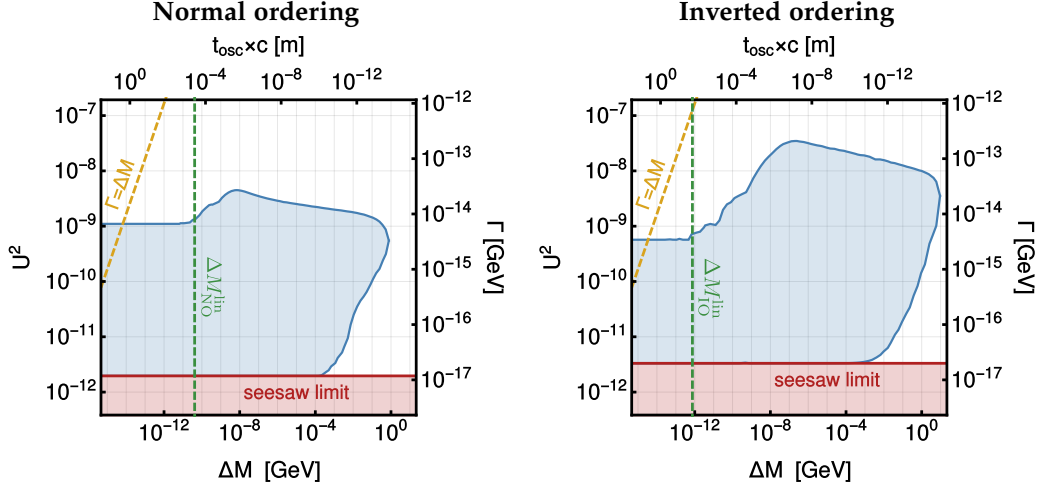 Normal ordering
t_osc×c [m]
10^0 10^-4 10^-8 10^-12
10^-7
10^-8
10^-9
10^-10
10^-11
10^-12
U^2
10^-12
10^-13
10^-14
10^-15
10^-16
10^-17
Γ [GeV]
Γ=ΔM
ΔM_NO^lin
seesaw limit
10^-12 10^-8 10^-4 10^0
ΔM [GeV]
Inverted ordering
t_osc×c [m]
10^0 10^-4 10^-8 10^-12
10^-7
10^-8
10^-9
10^-10
10^-11
10^-12
U^2
10^-12
10^-13
10^-14
10^-15
10^-16
10^-17
Γ [GeV]
Γ=ΔM
ΔM_IO^lin
seesaw limit
10^-12 10^-8 10^-4 10^0
ΔM [GeV]